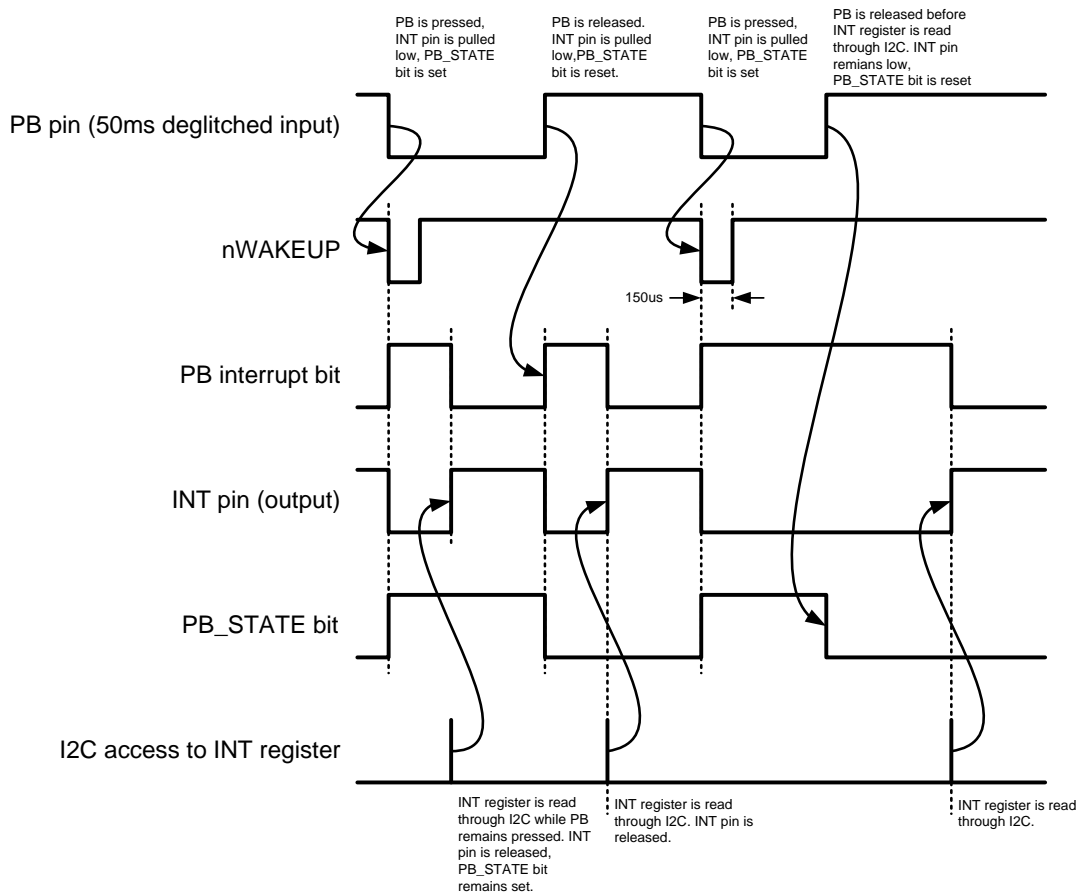 PB is pressed,
INT pin is pulled
low, PB_STATE
bit is set
PB is released.
INT pin is pulled
low,PB_STATE
bit is reset.
PB is pressed,
INT pin is pulled
low, PB_STATE
bit is set
PB is released before
INT register is read
through I2C. INT pin
remians low,
PB_STATE bit is reset
PB pin (50ms deglitched input)
nWAKEUP
150us
PB interrupt bit
INT pin (output)
PB_STATE bit
I2C access to INT register
INT register is read
through I2C while PB
remains pressed. INT
pin is released,
PB_STATE bit
remains set.
INT register is read
through I2C. INT pin is
released.
INT register is read
through I2C.